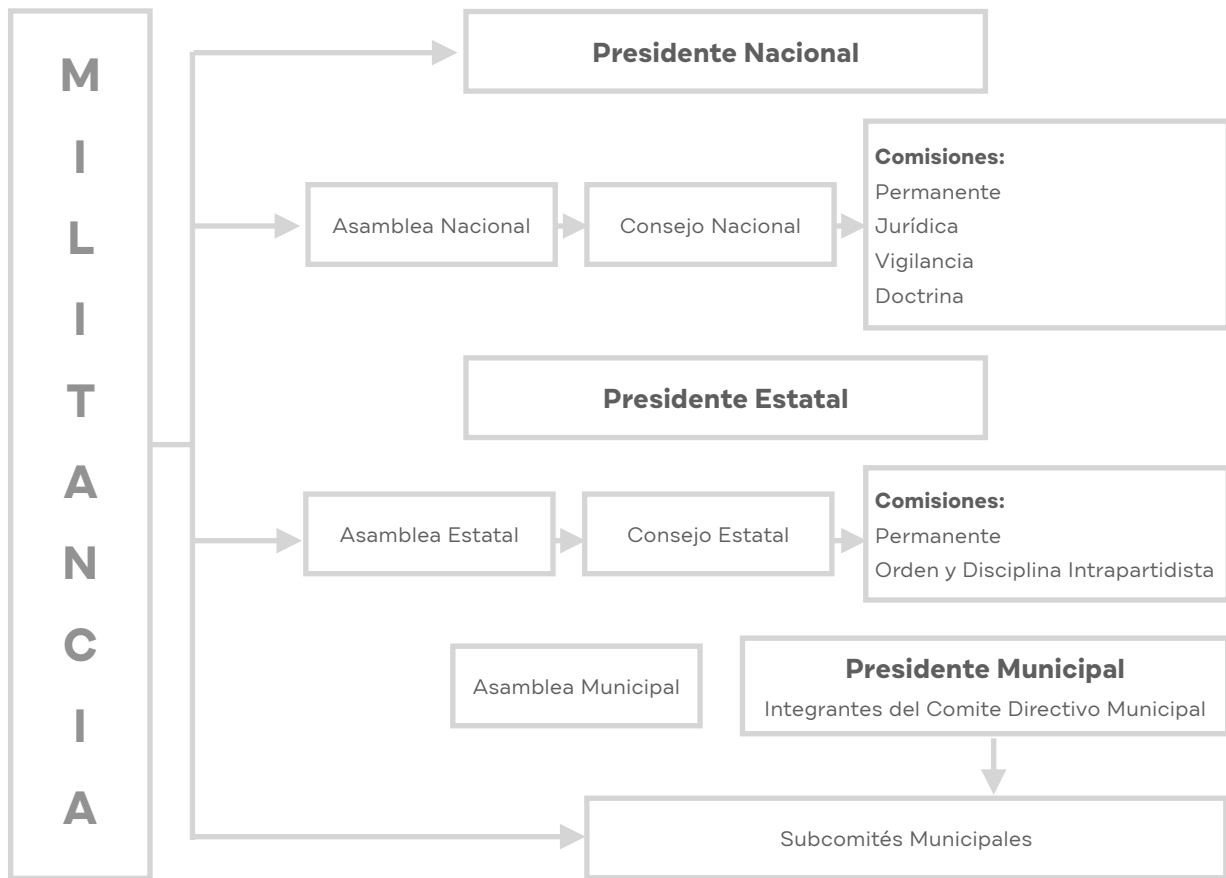 MILITANCIA
Presidente Nacional
Asamblea Nacional
Consejo Nacional
Comisiones:
Permanente
Jurídica
Vigilancia
Doctrina
Presidente Estatal
Asamblea Estatal
Consejo Estatal
Comisiones:
Permanente
Orden y Disciplina Intrapartidista
Asamblea Municipal
Presidente Municipal
Integrantes del Comite Directivo Municipal
Subcomités Municipales